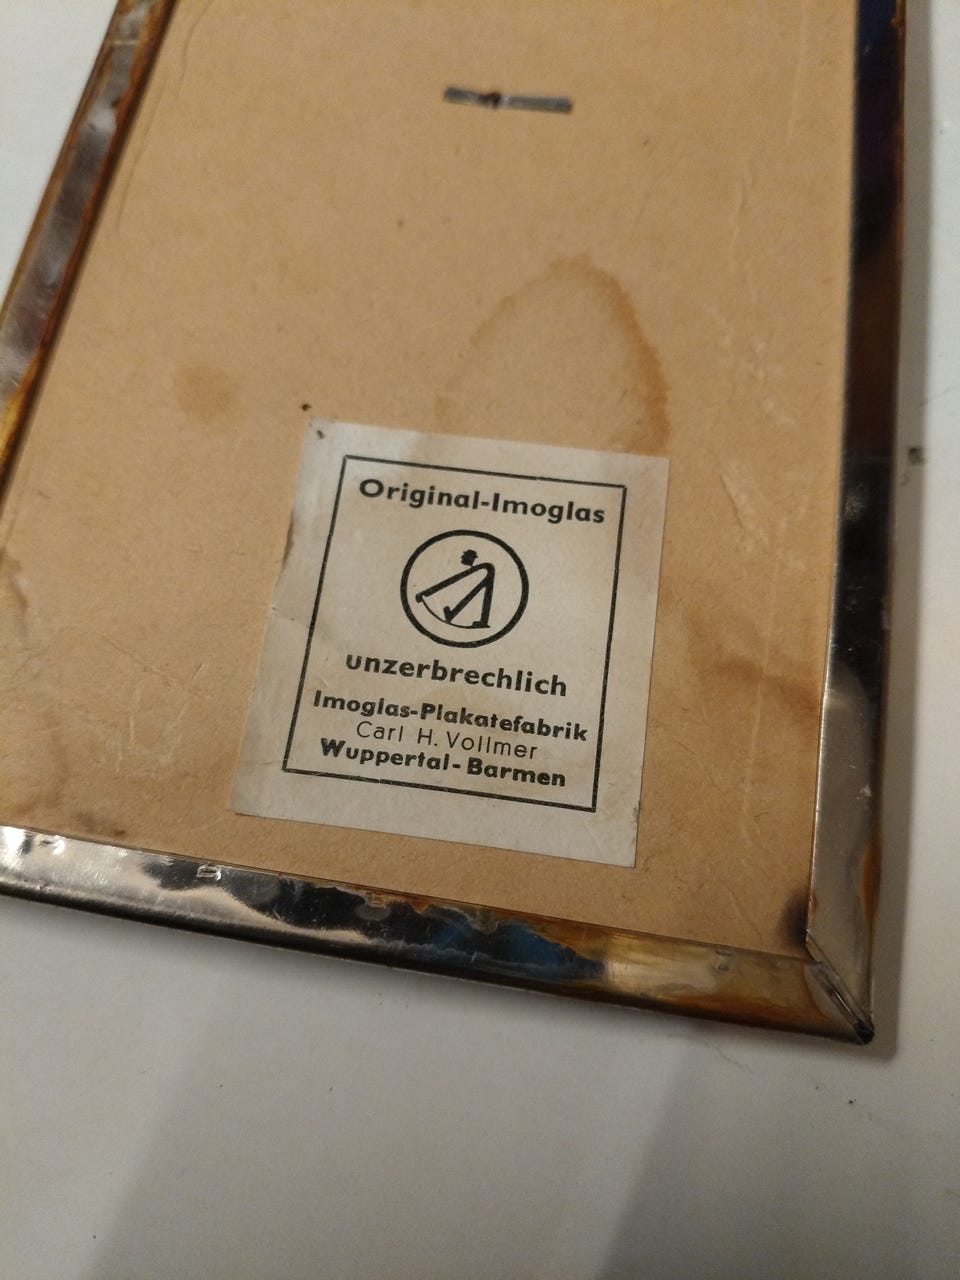 Original-Imoglas
unzerbrechlich
Imoglas-Plakatefabrik
Carl H. Vollmer
Wuppertal-Barmen